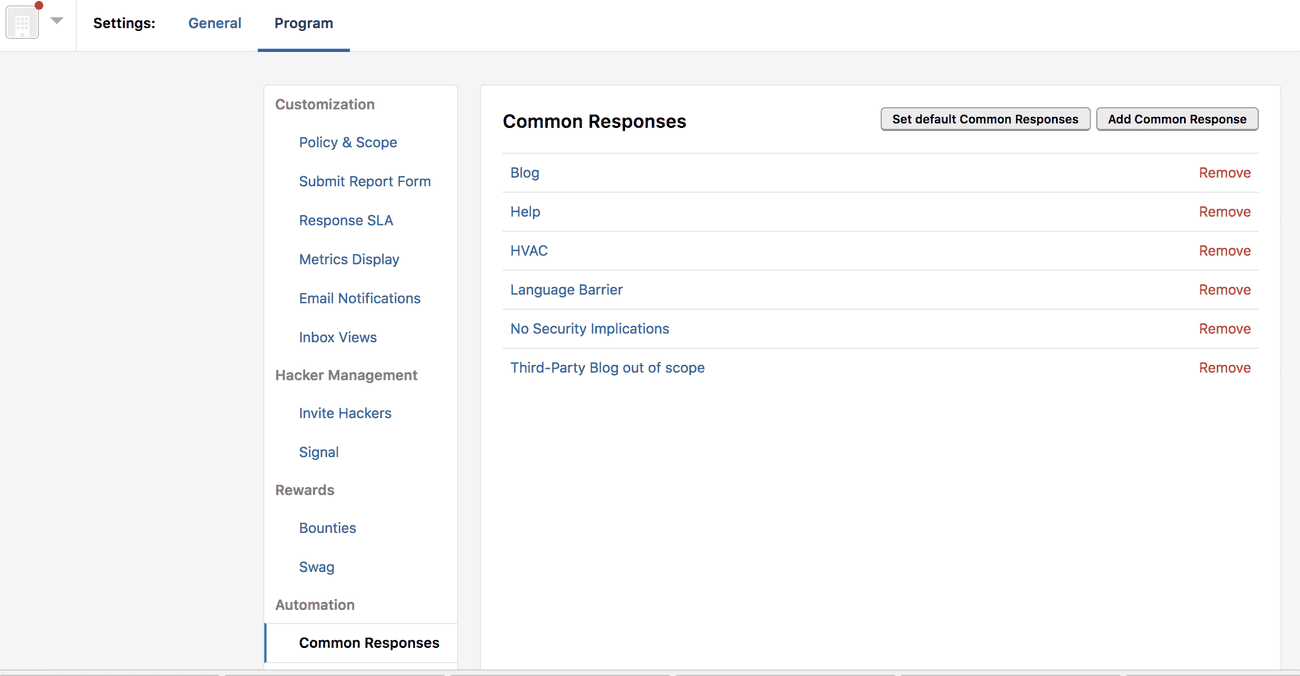 Settings: General Program
Customization
Policy & Scope
Submit Report Form
Response SLA
Metrics Display
Email Notifications
Inbox Views
Hacker Management
Invite Hackers
Signal
Rewards
Bounties
Swag
Automation
Common Responses
Common Responses Set default Common Responses Add Common Response
Blog Remove
Help Remove
HVAC Remove
Language Barrier Remove
No Security Implications Remove
Third-Party Blog out of scope Remove